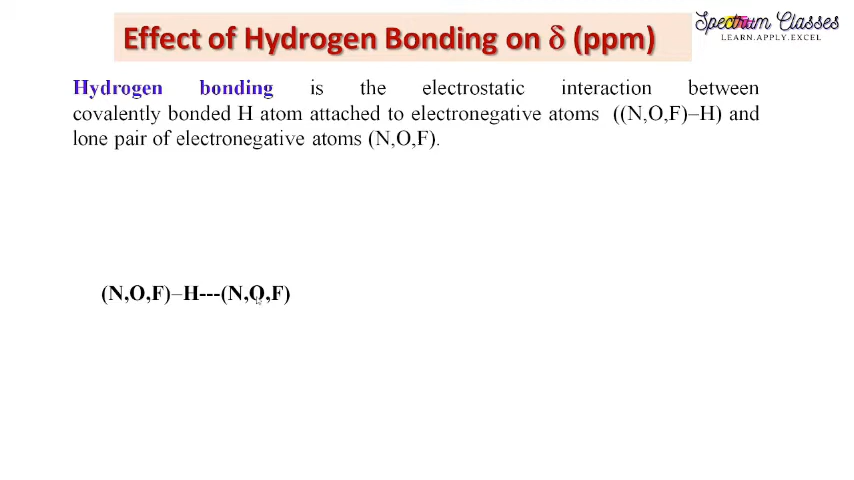 Effect of Hydrogen Bonding on δ (ppm)
Spectrum Classes
LEARN.APPLY.EXCEL
Hydrogen bonding is the electrostatic interaction between
covalently bonded H atom attached to electronegative atoms ((N,O,F)–H) and
lone pair of electronegative atoms (N,O,F).
(N,O,F)–H---(N,O,F)